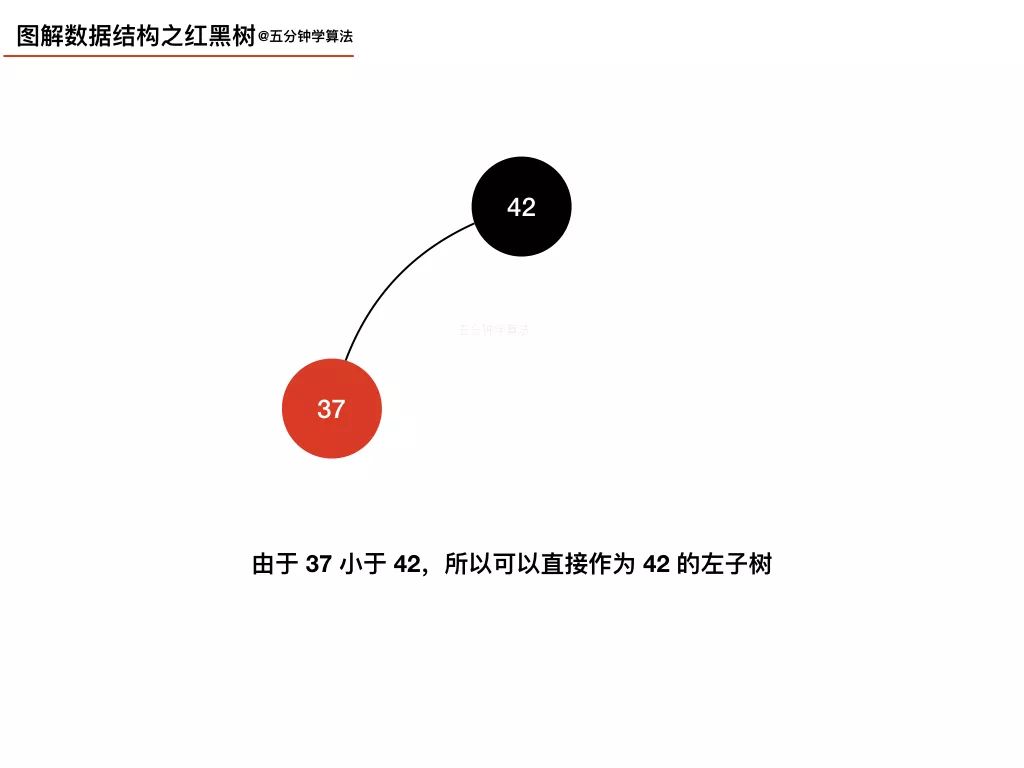 图解数据结构之红黑树@五分钟学算法
42
五分钟学算法
37
由于 37 小于 42，所以可以直接作为 42 的左子树